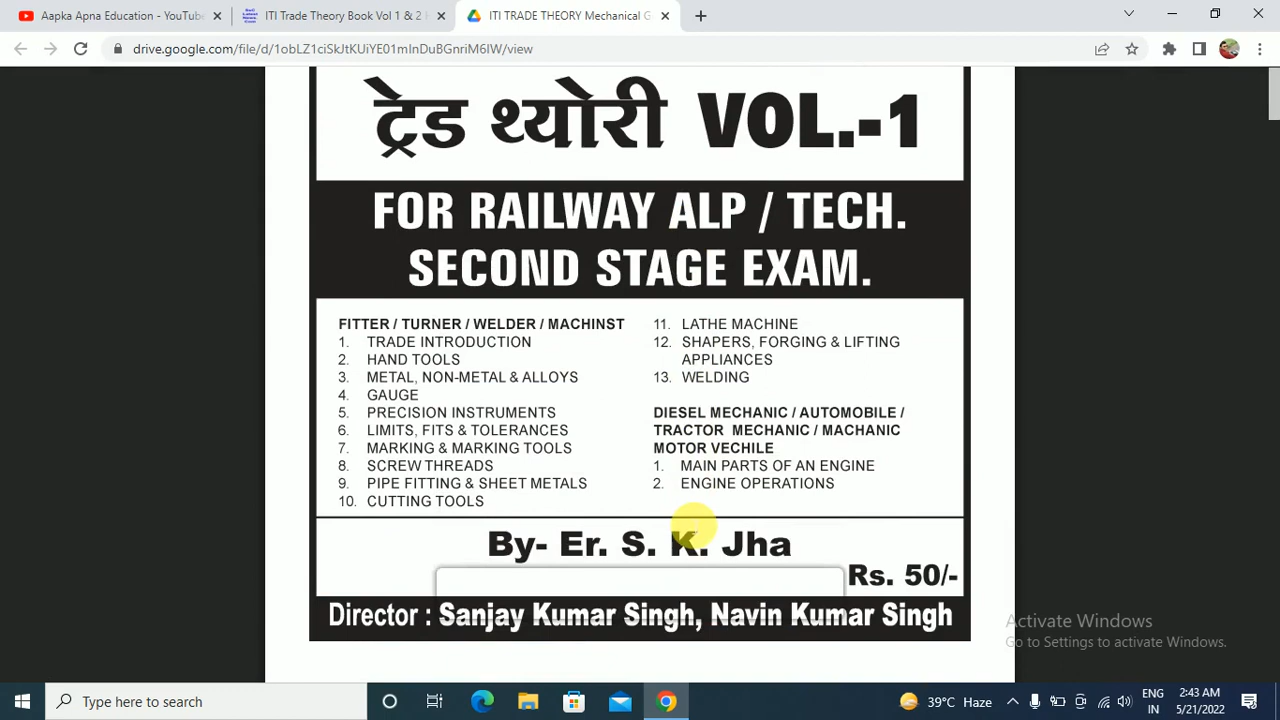 Aapka Apna Education - YouTube
ITI Trade Theory Book Vol 1 & 2 F
ITI TRADE THEORY Mechanical G
drive.google.com/file/d/1obLZ1ciSkJtKUiYE01mInDuBGnriM6IW/view
ट्रेड थ्योरी VOL.-1
FOR RAILWAY ALP / TECH.
SECOND STAGE EXAM.
FITTER / TURNER / WELDER / MACHINST
1. TRADE INTRODUCTION
2. HAND TOOLS
3. METAL, NON-METAL & ALLOYS
4. GAUGE
5. PRECISION INSTRUMENTS
6. LIMITS, FITS & TOLERANCES
7. MARKING & MARKING TOOLS
8. SCREW THREADS
9. PIPE FITTING & SHEET METALS
10. CUTTING TOOLS
11. LATHE MACHINE
12. SHAPERS, FORGING & LIFTING
APPLIANCES
13. WELDING
DIESEL MECHANIC / AUTOMOBILE /
TRACTOR MECHANIC / MACHANIC
MOTOR VECHILE
1. MAIN PARTS OF AN ENGINE
2. ENGINE OPERATIONS
By- Er. S. K. Jha
Rs. 50/-
Director : Sanjay Kumar Singh, Navin Kumar Singh
Activate Windows
Go to Settings to activate Windows.
Type here to search
39°C Haze
ENG
IN
2:43 AM
5/21/2022